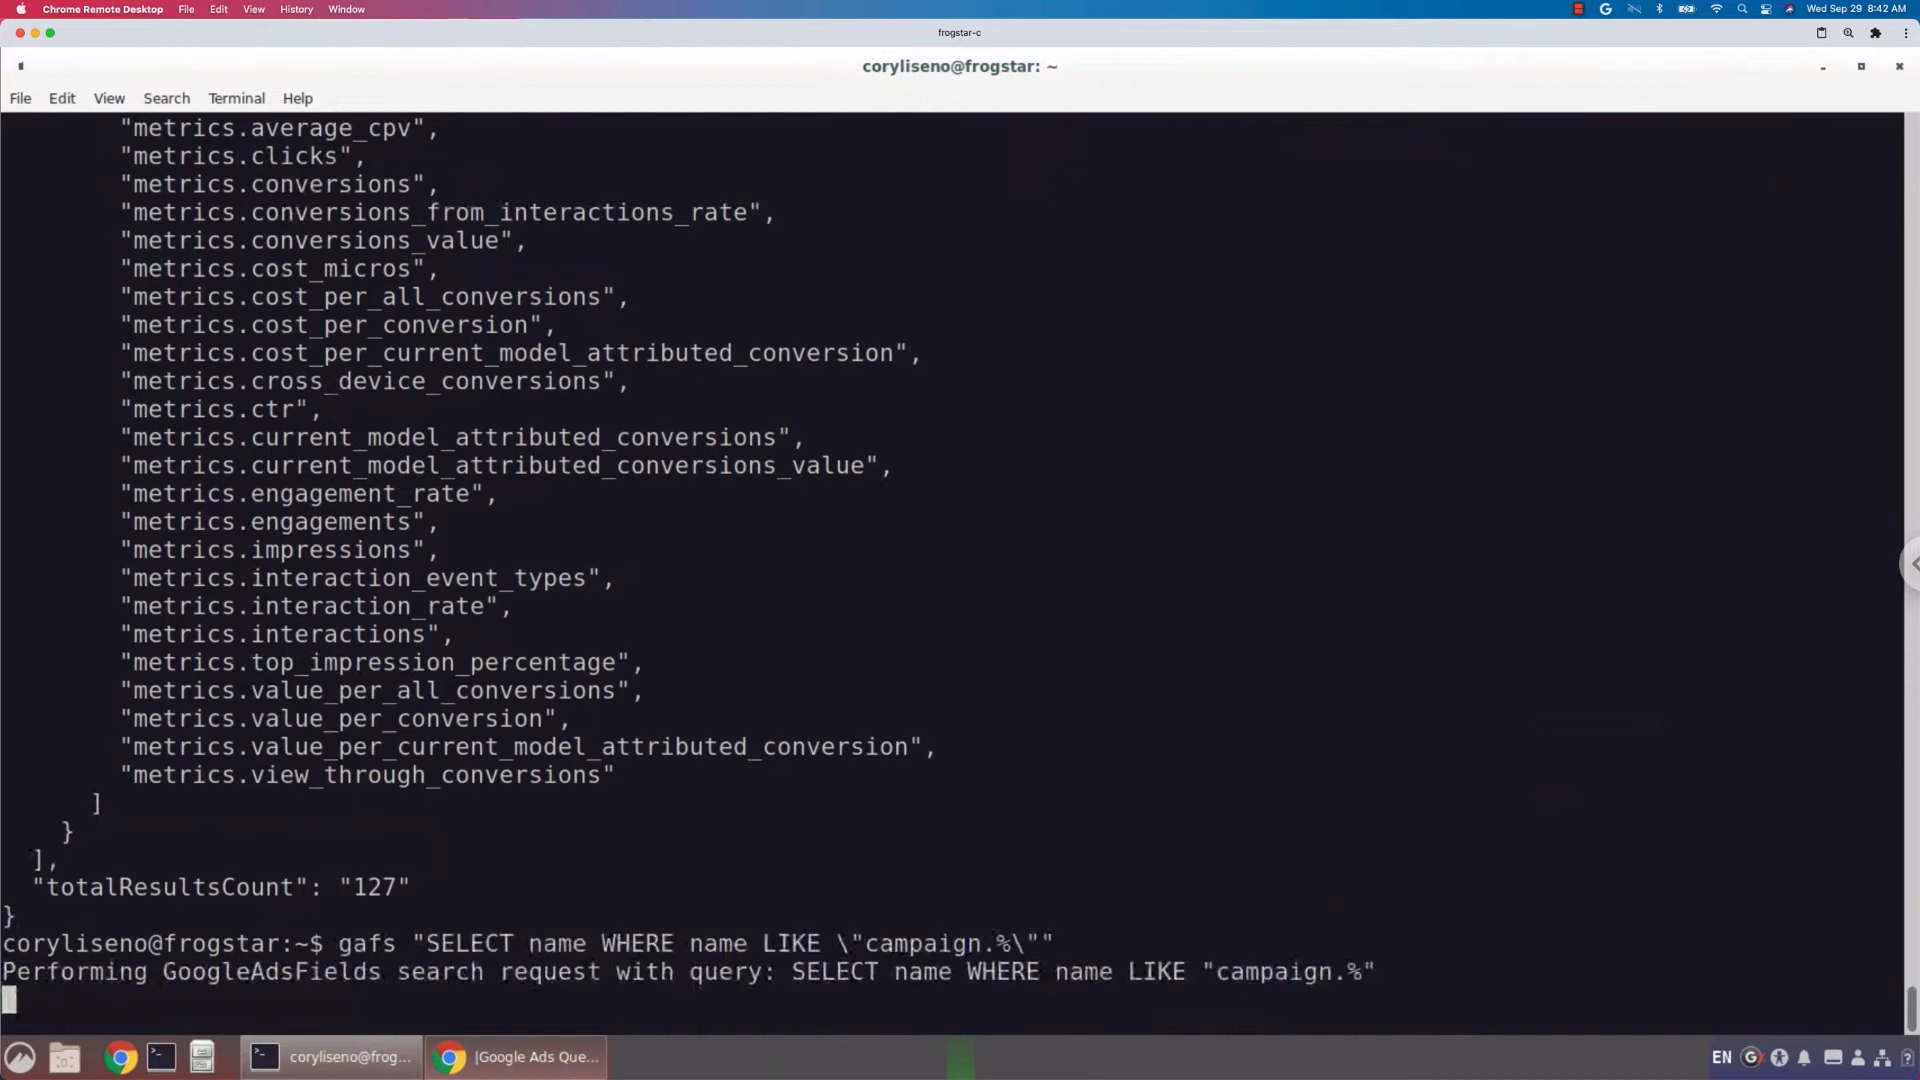 Chrome Remote Desktop File Edit View History Window
Wed Sep 29 8:42 AM
frogstar-c
coryliseno@frogstar: ~
File Edit View Search Terminal Help
"metrics.average_cpv",
"metrics.clicks",
"metrics.conversions",
"metrics.conversions_from_interactions_rate",
"metrics.conversions_value",
"metrics.cost_micros",
"metrics.cost_per_all_conversions",
"metrics.cost_per_conversion",
"metrics.cost_per_current_model_attributed_conversion",
"metrics.cross_device_conversions",
"metrics.ctr",
"metrics.current_model_attributed_conversions",
"metrics.current_model_attributed_conversions_value",
"metrics.engagement_rate",
"metrics.engagements",
"metrics.impressions",
"metrics.interaction_event_types",
"metrics.interaction_rate",
"metrics.interactions",
"metrics.top_impression_percentage",
"metrics.value_per_all_conversions",
"metrics.value_per_conversion",
"metrics.value_per_current_model_attributed_conversion",
"metrics.view_through_conversions"
]
}
],
"totalResultsCount": "127"
}
coryliseno@frogstar:~$ gafs "SELECT name WHERE name LIKE \"campaign.%\""
Performing GoogleAdsFields search request with query: SELECT name WHERE name LIKE "campaign.%"
coryliseno@frog... |Google Ads Que... EN